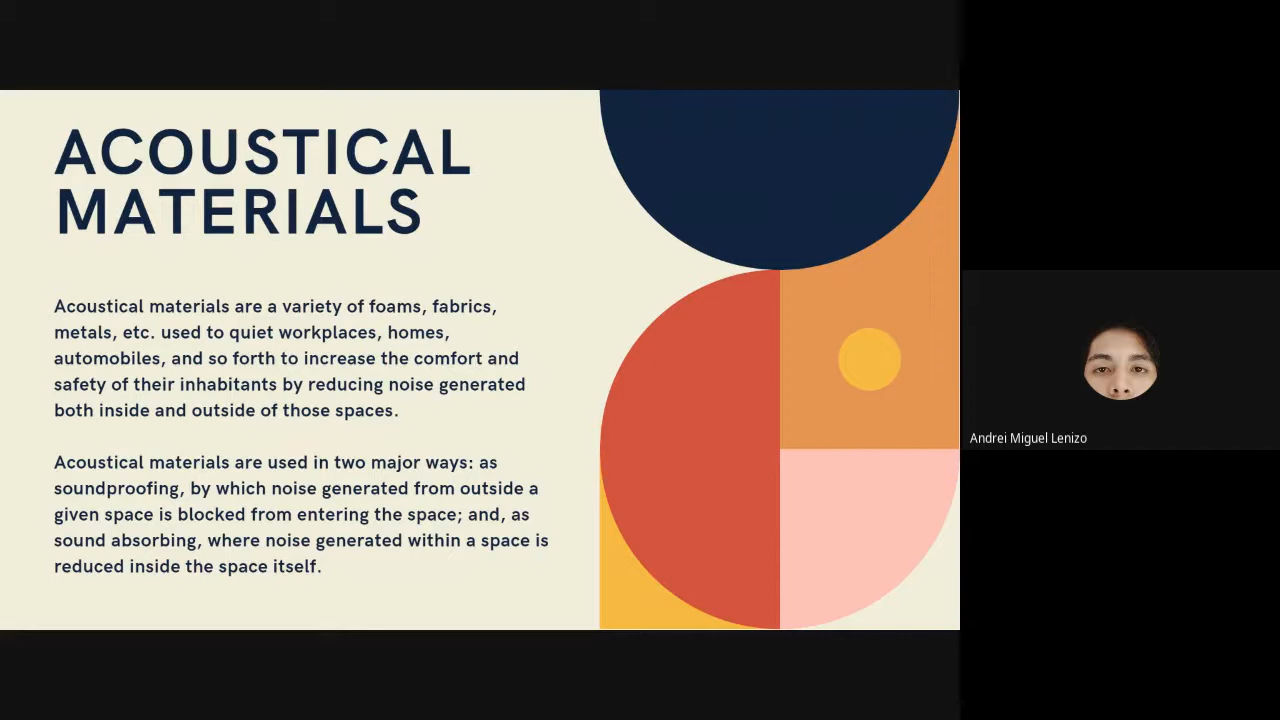 ACOUSTICAL
MATERIALS
Acoustical materials are a variety of foams, fabrics,
metals, etc. used to quiet workplaces, homes,
automobiles, and so forth to increase the comfort and
safety of their inhabitants by reducing noise generated
both inside and outside of those spaces.
Acoustical materials are used in two major ways: as
soundproofing, by which noise generated from outside a
given space is blocked from entering the space; and, as
sound absorbing, where noise generated within a space is
reduced inside the space itself.
Andrei Miguel Lenizo